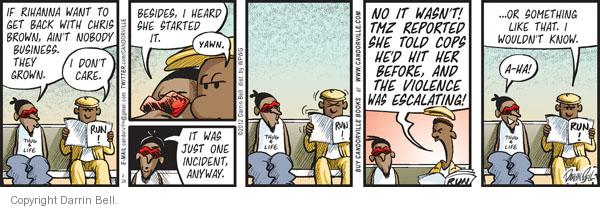 IF RIHANNA WANT TO
GET BACK WITH CHRIS
BROWN, AIN'T NOBODY
BUSINESS.
THEY
GROWN.
I DON'T
CARE.
THUG
4
LIFE
RUN
!
E-MAIL candorville@gmail.com TWITTER.com/CANDORVILLE
BESIDES, I HEARD
SHE STARTED
IT.
YAWN.
IT WAS
JUST ONE
INCIDENT,
ANYWAY.
©2012 Darrin Bell dist. by WPWG
THUG
4
LIFE
RUN
!
BUY CANDORVILLE BOOKS AT WWW.CANDORVILLE.COM
NO IT WASN'T!
TMZ REPORTED
SHE TOLD COPS
HE'D HIT HER
BEFORE, AND
THE VIOLENCE
WAS ESCALATING!
RUN
...OR SOMETHING
LIKE THAT. I
WOULDN'T KNOW.
A-HA!
THUG
4
LIFE
RUN
!
Copyright Darrin Bell.